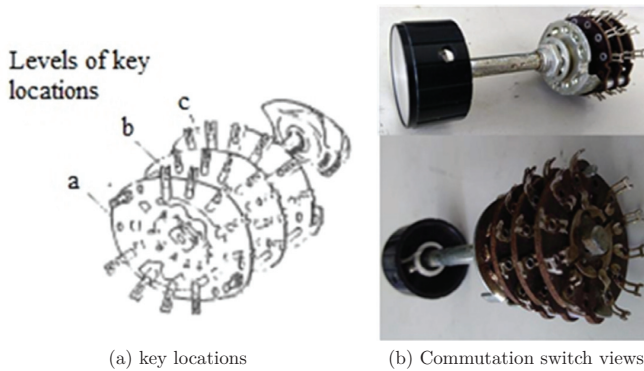 Levels of key
locations
c
b
a
(a) key locations
(b) Commutation switch views